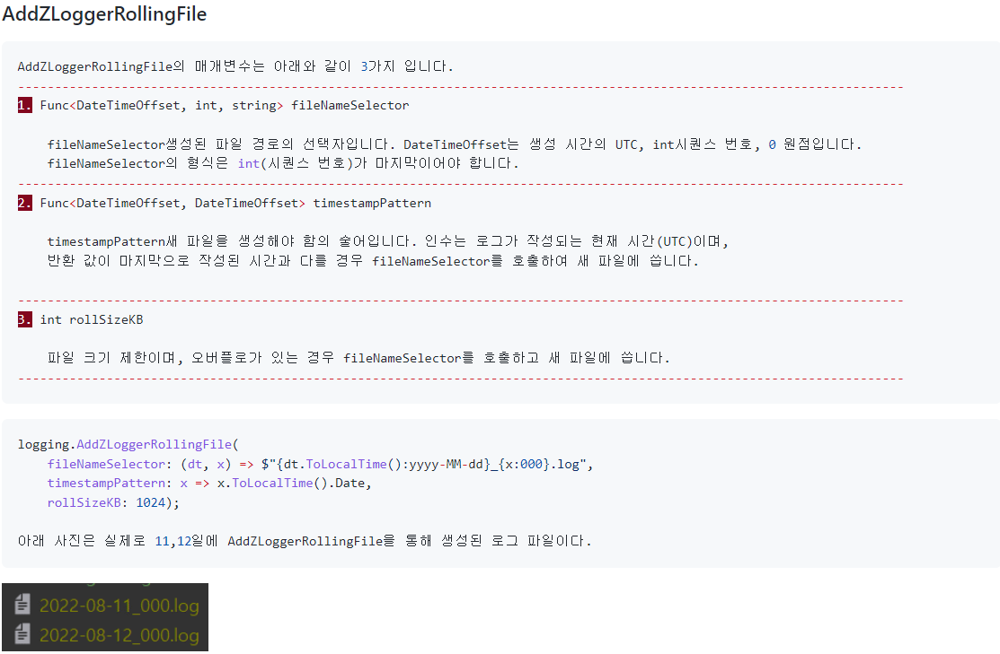 AddZLoggerRollingFile
AddZLoggerRollingFile의 매개변수는 아래와 같이 3가지 입니다.
1. Func<DateTimeOffset, int, string> fileNameSelector
fileNameSelector생성된 파일 경로의 선택자입니다. DateTimeOffset는 생성 시간의 UTC, int시퀀스 번호, 0 원점입니다.
fileNameSelector의 형식은 int(시퀀스 번호)가 마지막이어야 합니다.
2. Func<DateTimeOffset, DateTimeOffset> timestampPattern
timestampPattern새 파일을 생성해야 함의 술어입니다. 인수는 로그가 작성되는 현재 시간(UTC)이며,
반환 값이 마지막으로 작성된 시간과 다를 경우 fileNameSelector를 호출하여 새 파일에 씁니다.
3. int rollSizeKB
파일 크기 제한이며, 오버플로가 있는 경우 fileNameSelector를 호출하고 새 파일에 씁니다.
logging.AddZLoggerRollingFile(
fileNameSelector: (dt, x) => $"{dt.ToLocalTime():yyyy-MM-dd}_{x:000}.log",
timestampPattern: x => x.ToLocalTime().Date,
rollSizeKB: 1024);
아래 사진은 실제로 11,12일에 AddZLoggerRollingFile을 통해 생성된 로그 파일이다.
2022-08-11_000.log
2022-08-12_000.log